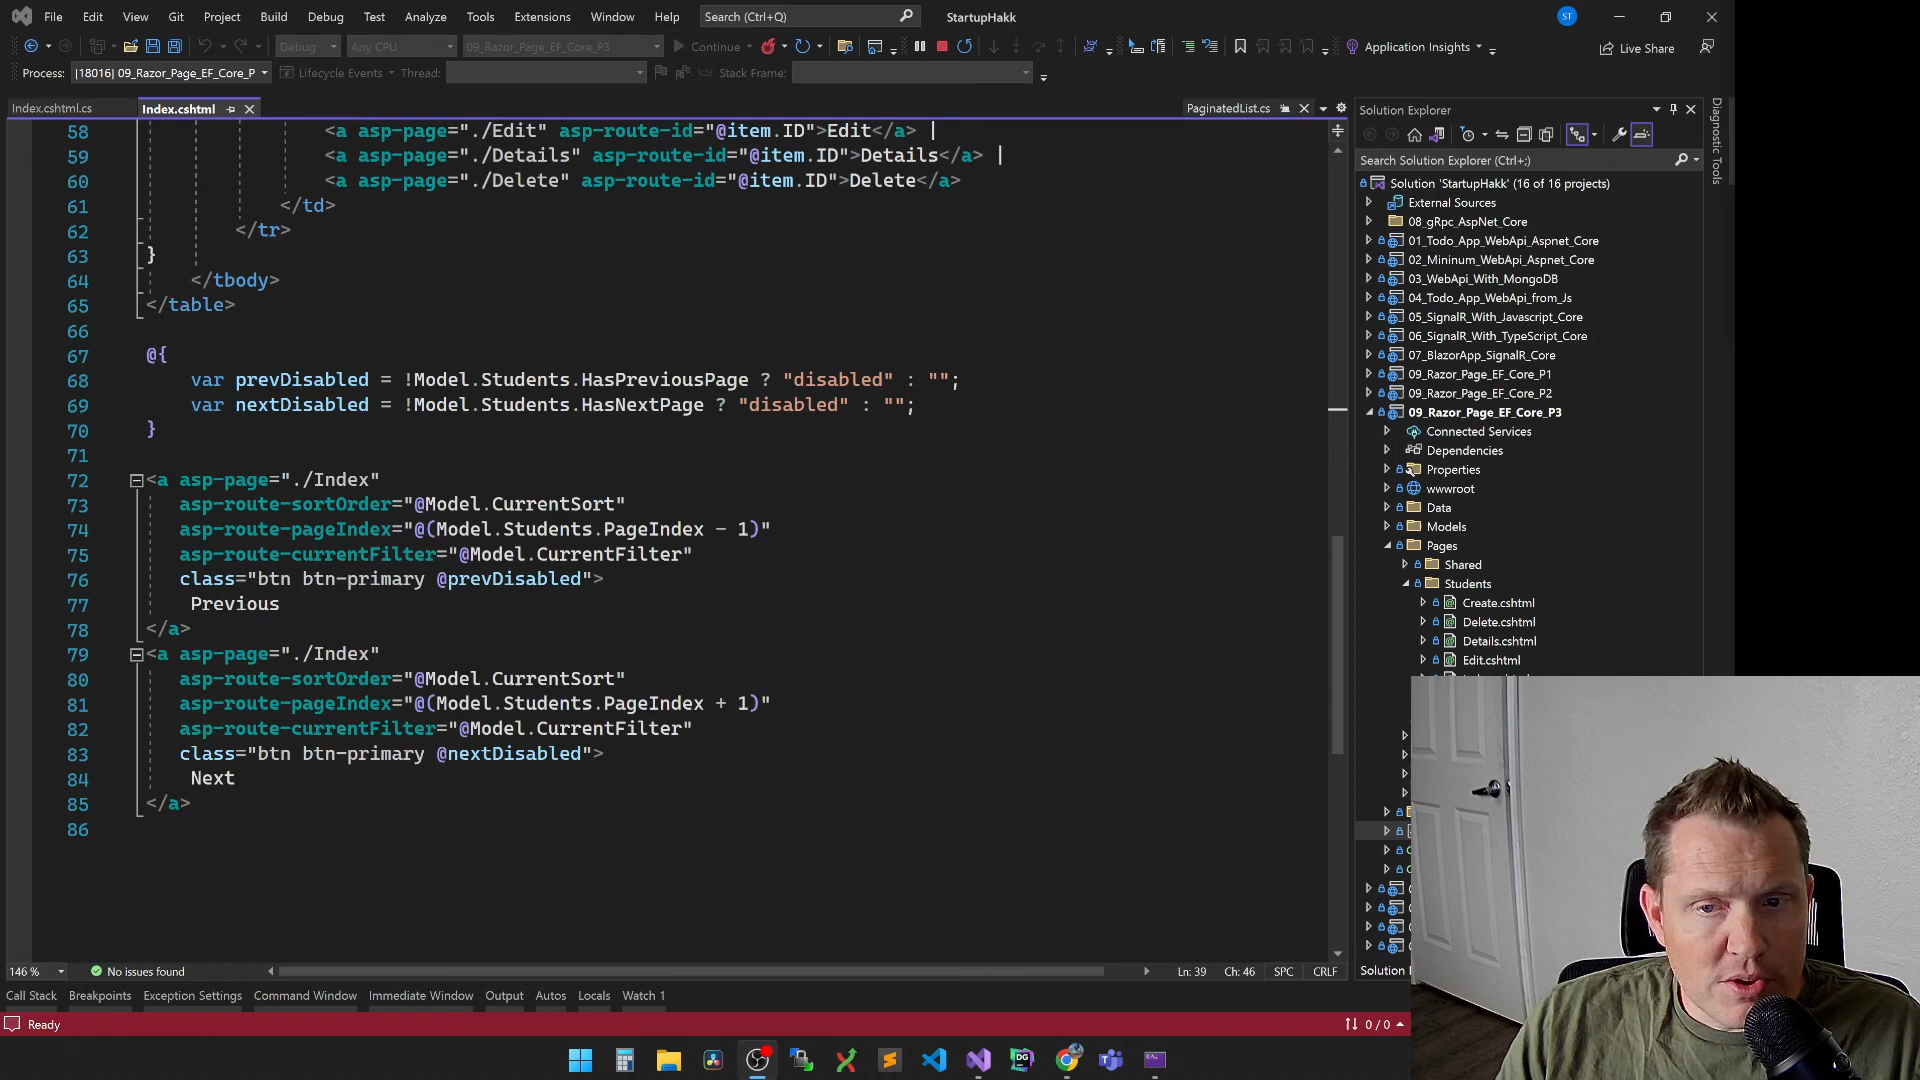 File Edit View Git Project Build Debug Test Analyze Tools Extensions Window Help Search (Ctrl+Q) StartupHakk ST
Debug Any CPU 09_Razor_Page_EF_Core_P3 Continue Application Insights Live Share
Process: [18016] 09_Razor_Page_EF_Core_P Lifecycle Events Thread: Stack Frame:
Index.cshtml.cs Index.cshtml PaginatedList.cs
58 <a asp-page="./Edit" asp-route-id="@item.ID">Edit</a> |
59 <a asp-page="./Details" asp-route-id="@item.ID">Details</a> |
60 <a asp-page="./Delete" asp-route-id="@item.ID">Delete</a>
61 </td>
62 </tr>
63 }
64 </tbody>
65 </table>
66
67 @{
68 var prevDisabled = !Model.Students.HasPreviousPage ? "disabled" : "";
69 var nextDisabled = !Model.Students.HasNextPage ? "disabled" : "";
70 }
71
72 <a asp-page="./Index"
73 asp-route-sortOrder="@Model.CurrentSort"
74 asp-route-pageIndex="@(Model.Students.PageIndex - 1)"
75 asp-route-currentFilter="@Model.CurrentFilter"
76 class="btn btn-primary @prevDisabled">
77 Previous
78 </a>
79 <a asp-page="./Index"
80 asp-route-sortOrder="@Model.CurrentSort"
81 asp-route-pageIndex="@(Model.Students.PageIndex + 1)"
82 asp-route-currentFilter="@Model.CurrentFilter"
83 class="btn btn-primary @nextDisabled">
84 Next
85 </a>
86
146 % No issues found Ln: 39 Ch: 46 SPC CRLF
Call Stack Breakpoints Exception Settings Command Window Immediate Window Output Autos Locals Watch 1
Ready 0 / 0
Solution Explorer
Search Solution Explorer (Ctrl+;)
Solution 'StartupHakk' (16 of 16 projects)
External Sources
08_gRpc_AspNet_Core
01_Todo_App_WebApi_Aspnet_Core
02_Mininum_WebApi_Aspnet_Core
03_WebApi_With_MongoDB
04_Todo_App_WebApi_from_Js
05_SignalR_With_Javascript_Core
06_SignalR_With_TypeScript_Core
07_BlazorApp_SignalR_Core
09_Razor_Page_EF_Core_P1
09_Razor_Page_EF_Core_P2
09_Razor_Page_EF_Core_P3
Connected Services
Dependencies
Properties
wwwroot
Data
Models
Pages
Shared
Students
Create.cshtml
Delete.cshtml
Details.cshtml
Edit.cshtml
Solution
Diagnostic Tools
DG